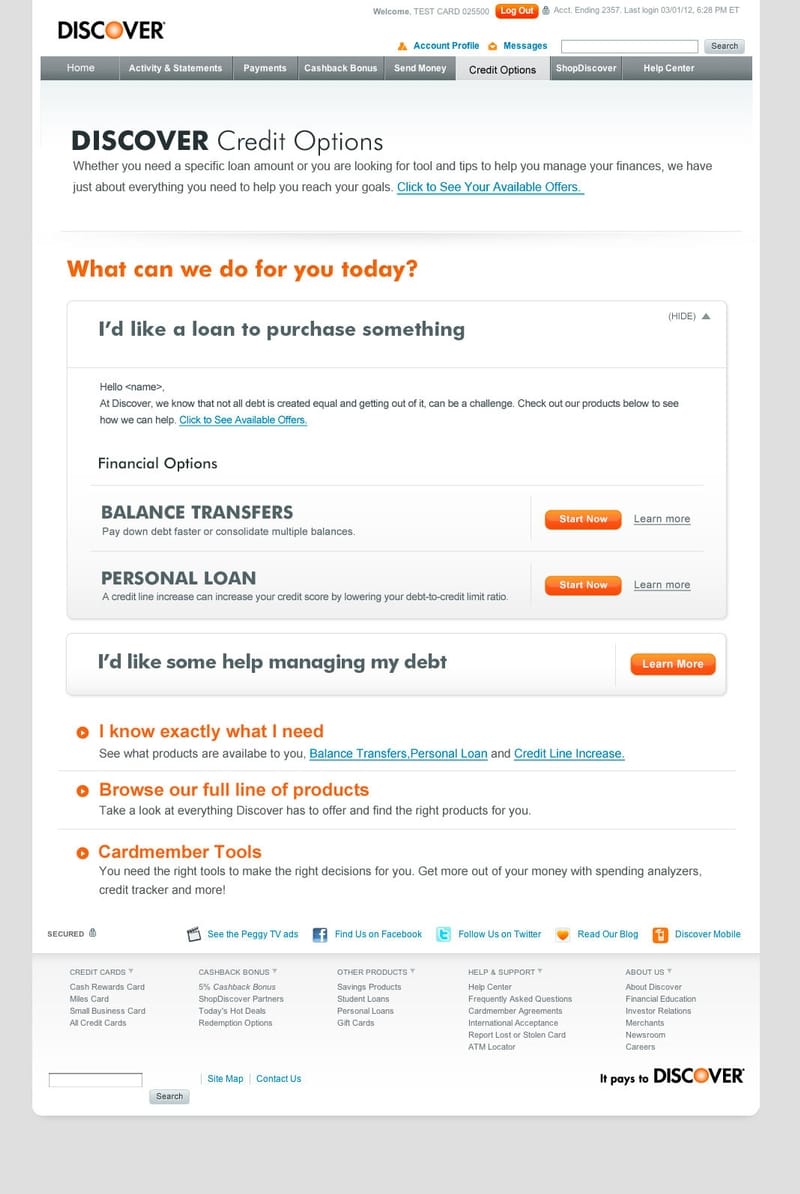 Welcome, TEST CARD 025500 Log Out Acct. Ending 2357. Last login 03/01/12, 6:28 PM ET
DISCOVER
Account Profile Messages Search
Home Activity & Statements Payments Cashback Bonus Send Money Credit Options ShopDiscover Help Center
DISCOVER Credit Options
Whether you need a specific loan amount or you are looking for tool and tips to help you manage your finances, we have
just about everything you need to help you reach your goals. Click to See Your Available Offers.
What can we do for you today?
(HIDE)
I'd like a loan to purchase something
Hello <name>,
At Discover, we know that not all debt is created equal and getting out of it, can be a challenge. Check out our products below to see
how we can help. Click to See Available Offers.
Financial Options
BALANCE TRANSFERS
Pay down debt faster or consolidate multiple balances.
Start Now Learn more
PERSONAL LOAN
A credit line increase can increase your credit score by lowering your debt-to-credit limit ratio.
Start Now Learn more
I'd like some help managing my debt
Learn More
I know exactly what I need
See what products are availabe to you, Balance Transfers,Personal Loan and Credit Line Increase.
Browse our full line of products
Take a look at everything Discover has to offer and find the right products for you.
Cardmember Tools
You need the right tools to make the right decisions for you. Get more out of your money with spending analyzers,
credit tracker and more!
SECURED See the Peggy TV ads Find Us on Facebook Follow Us on Twitter Read Our Blog Discover Mobile
CREDIT CARDS
Cash Rewards Card
Miles Card
Small Business Card
All Credit Cards
CASHBACK BONUS
5% Cashback Bonus
ShopDiscover Partners
Today's Hot Deals
Redemption Options
OTHER PRODUCTS
Savings Products
Student Loans
Personal Loans
Gift Cards
HELP & SUPPORT
Help Center
Frequently Asked Questions
Cardmember Agreements
International Acceptance
Report Lost or Stolen Card
ATM Locator
ABOUT US
About Discover
Financial Education
Investor Relations
Merchants
Newsroom
Careers
Search
Site Map Contact Us
It pays to DISCOVER